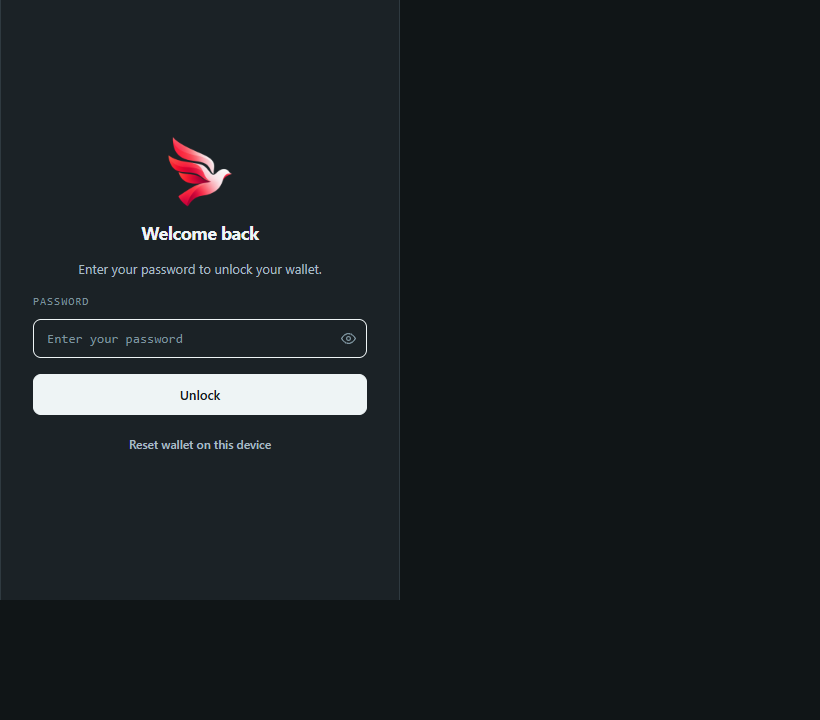 Welcome back
Enter your password to unlock your wallet.
PASSWORD
Enter your password
Unlock
Reset wallet on this device